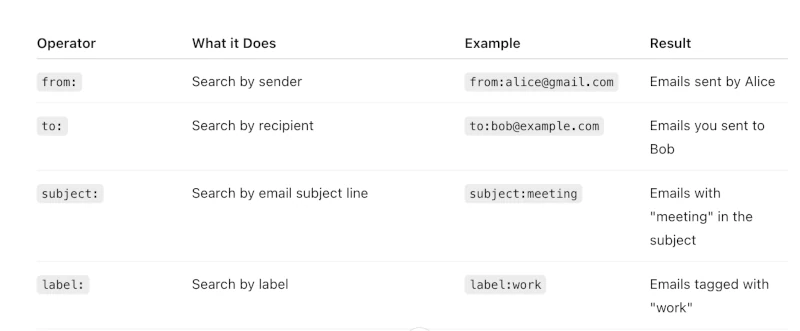 Operator What it Does Example Result
from: Search by sender from:alice@gmail.com Emails sent by Alice
to: Search by recipient to:bob@example.com Emails you sent to
Bob
subject: Search by email subject line subject:meeting Emails with
"meeting" in the
subject
label: Search by label label:work Emails tagged with
"work"